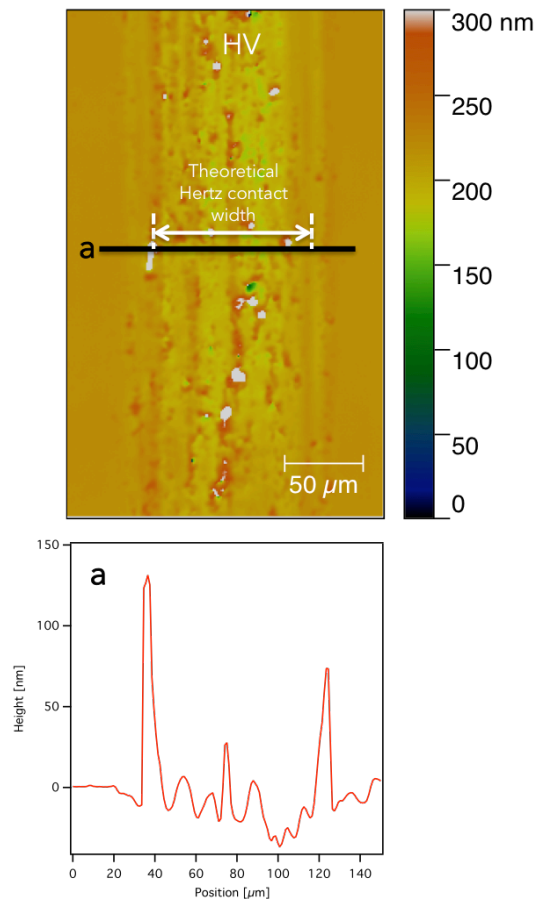 HV
Theoretical
Hertz contact
width
a
50 µm
300 nm
250
200
150
100
50
0
a
150
100
50
0
Height [nm]
0 20 40 60 80 100 120 140
Position [µm]